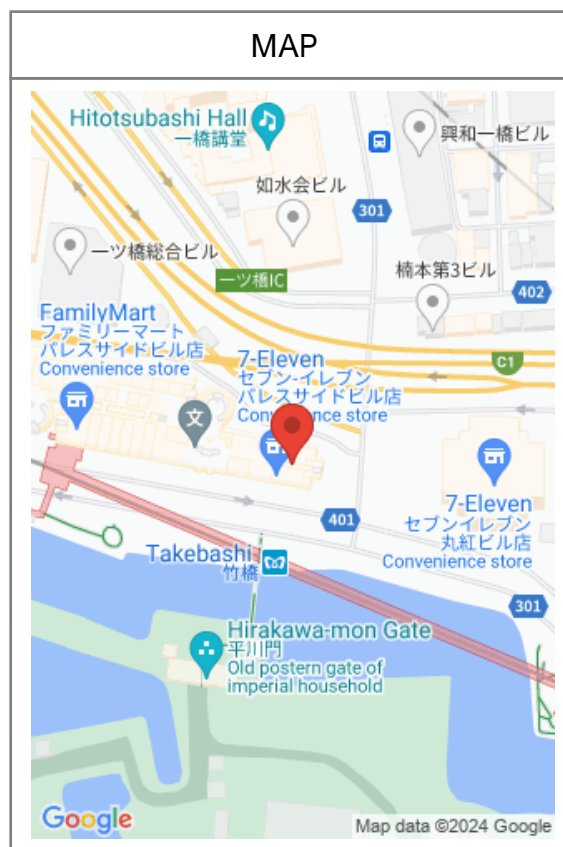 MAP
Hitotsubashi Hall
一橋講堂
興和一橋ビル
如水会ビル
301
一ツ橋総合ビル
楠本第3ビル
一ツ橋IC
402
FamilyMart
ファミリーマート
パレスサイドビル店
Convenience store
7-Eleven
セブン-イレブン
パレスサイドビル店
Convenience store
C1
文
401
7-Eleven
セブンイレブン
丸紅ビル店
Convenience store
Takebashi
竹橋
301
Hirakawa-mon Gate
平川門
Old postern gate of
imperial household
Google
Map data ©2024 Google